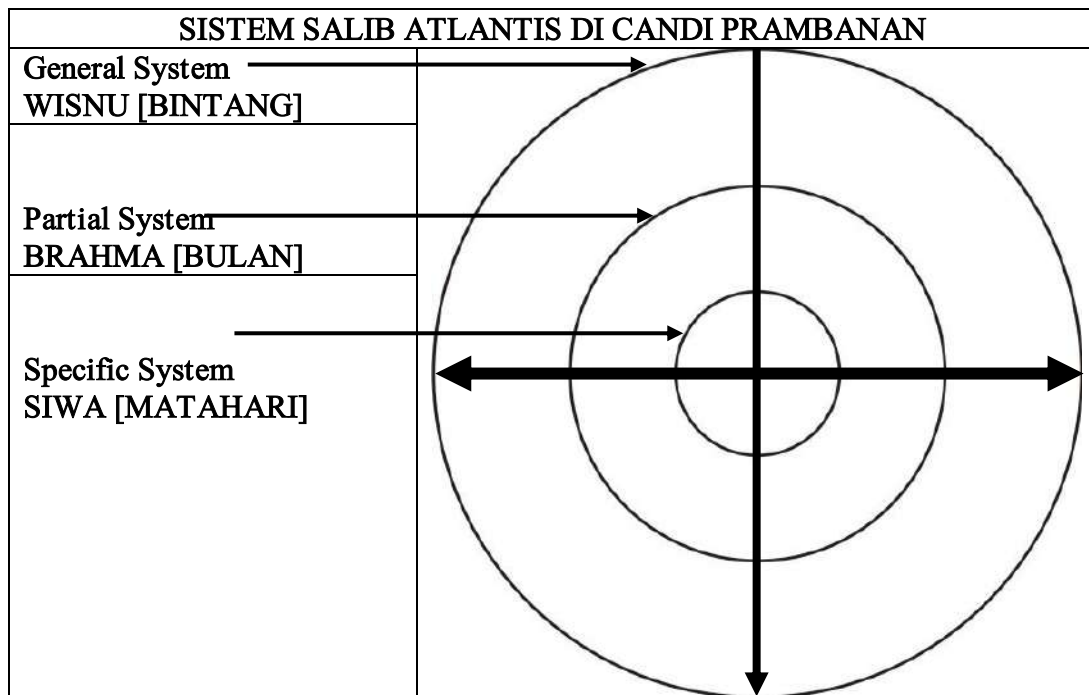 SISTEM SALIB ATLANTIS DI CANDI PRAMBANAN
General System
WISNU [BINTANG]
Partial System
BRAHMA [BULAN]
Specific System
SIWA [MATAHARI]